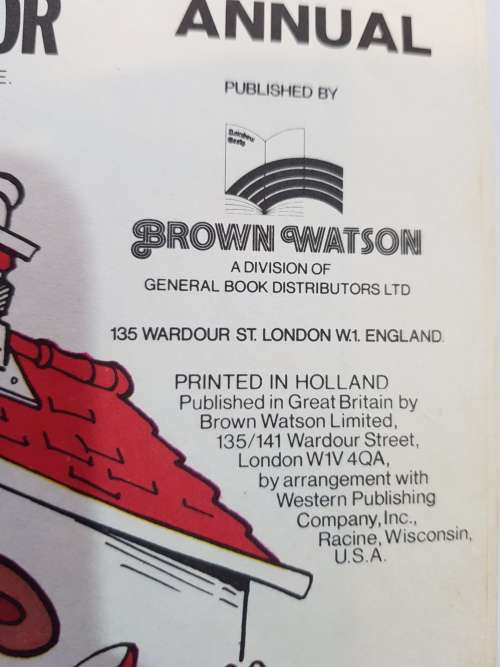 OR
ANNUAL
E.
PUBLISHED BY
Rainbow
BROWN WATSON
A DIVISION OF
GENERAL BOOK DISTRIBUTORS LTD
135 WARDOUR ST. LONDON W.1. ENGLAND.
PRINTED IN HOLLAND
Published in Great Britain by
Brown Watson Limited,
135/141 Wardour Street,
London W1V 4QA,
by arrangement with
Western Publishing
Company, Inc.,
Racine, Wisconsin,
U.S.A.